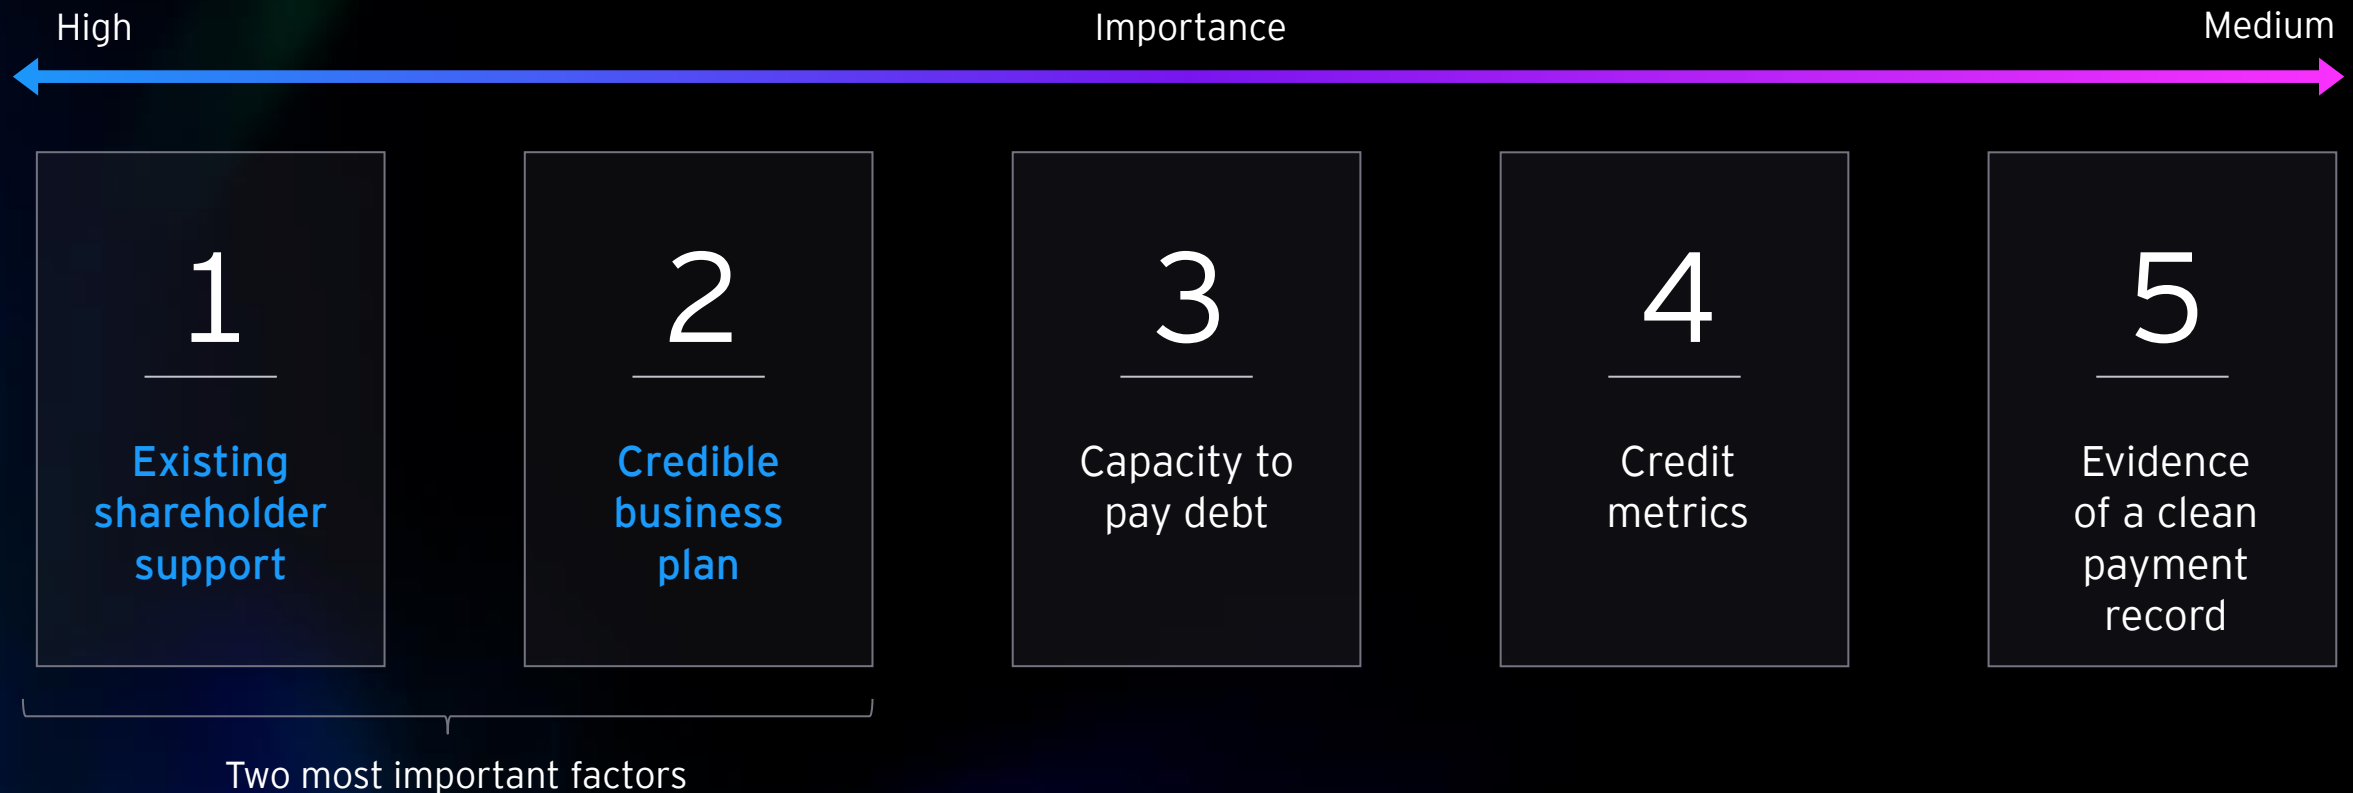 High
Importance
Medium
1
Existing
shareholder
support
2
Credible
business
plan
3
Capacity to
pay debt
4
Credit
metrics
5
Evidence
of a clean
payment
record
Two most important factors